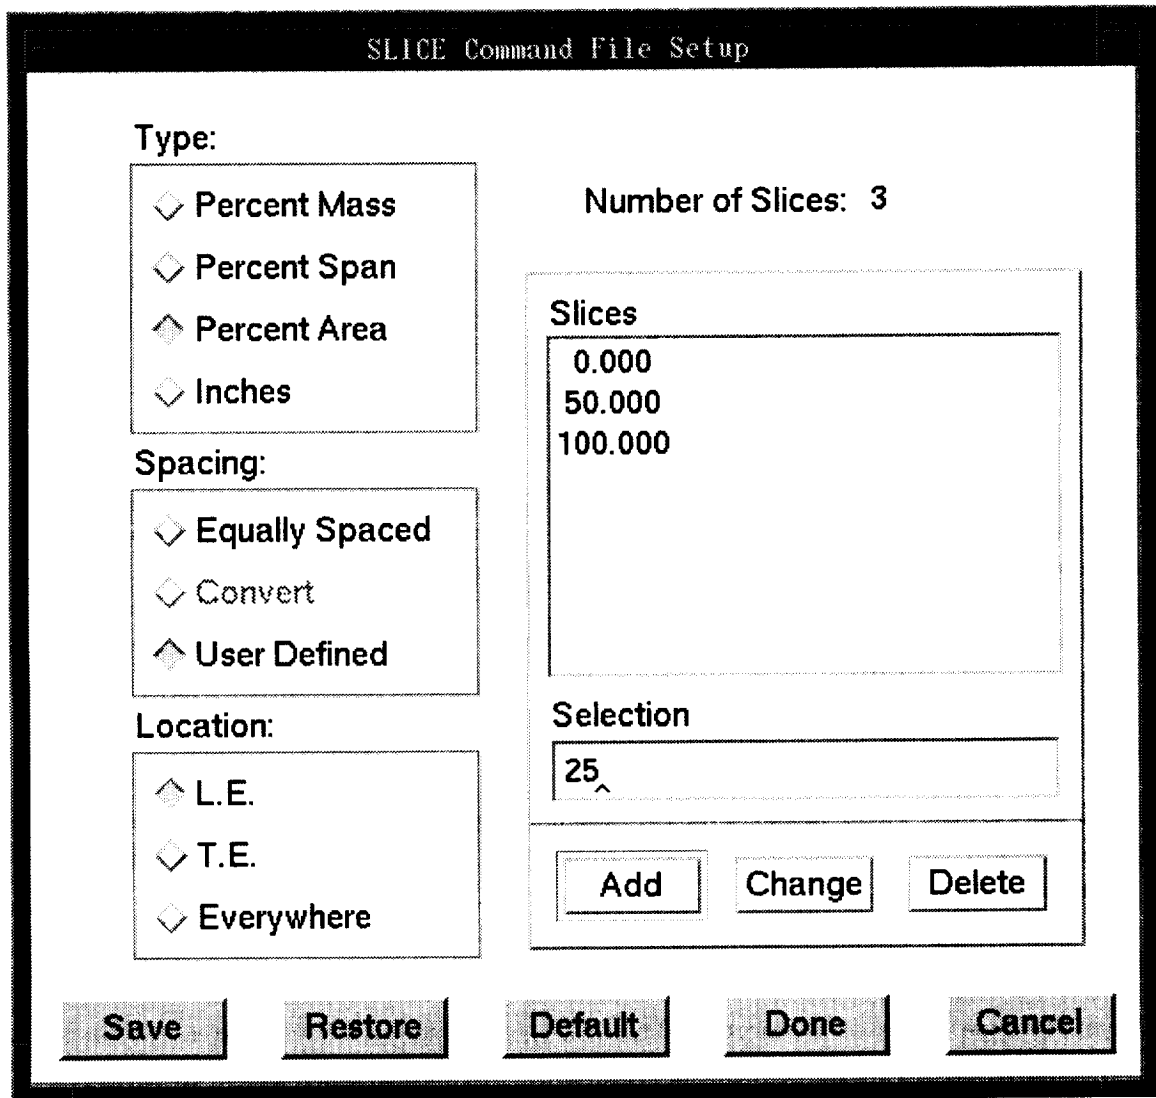 SLICE Command File Setup
Type:
Percent Mass
Percent Span
Percent Area
Inches
Spacing:
Equally Spaced
Convert
User Defined
Location:
L.E.
T.E.
Everywhere
Number of Slices: 3
Slices
0.000
50.000
100.000
Selection
25
Add Change Delete
Save Restore Default Done Cancel